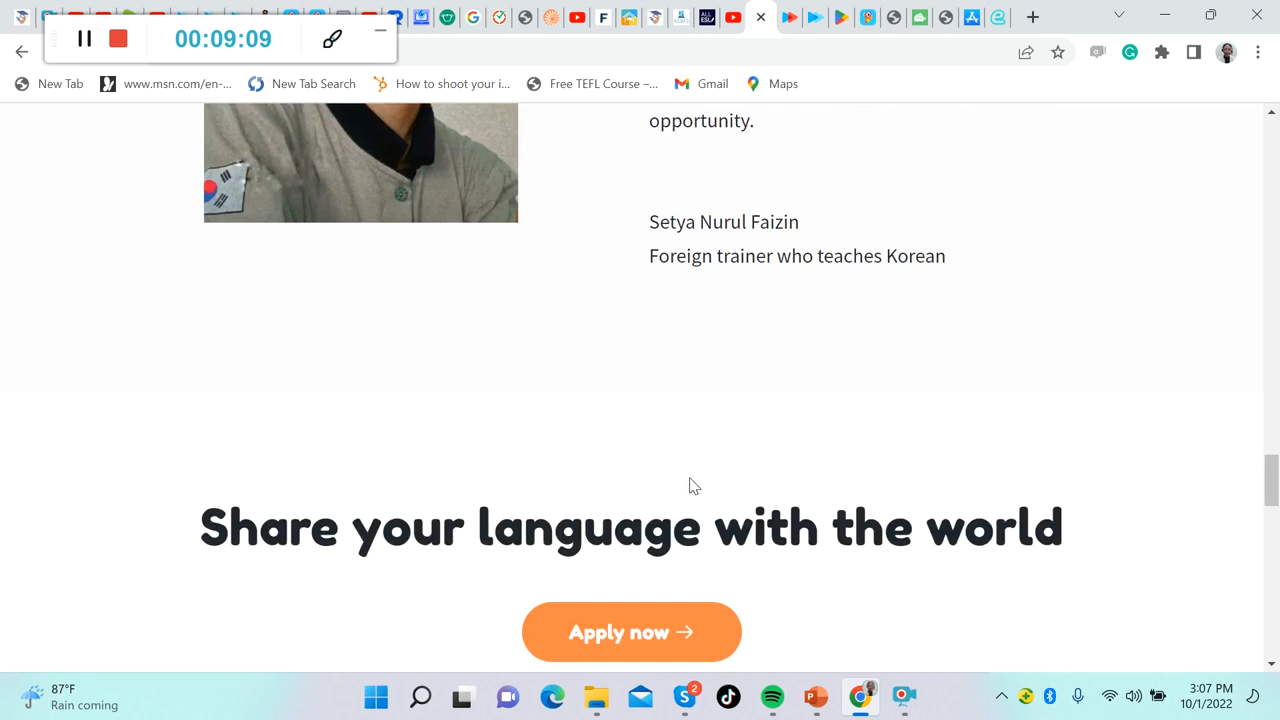 00:09:09
New Tab
www.msn.com/en-...
New Tab Search
How to shoot your i...
Free TEFL Course –...
Gmail
Maps
opportunity.
Setya Nurul Faizin
Foreign trainer who teaches Korean
Share your language with the world
Apply now →
87°F
Rain coming
2
3:07 PM
10/1/2022